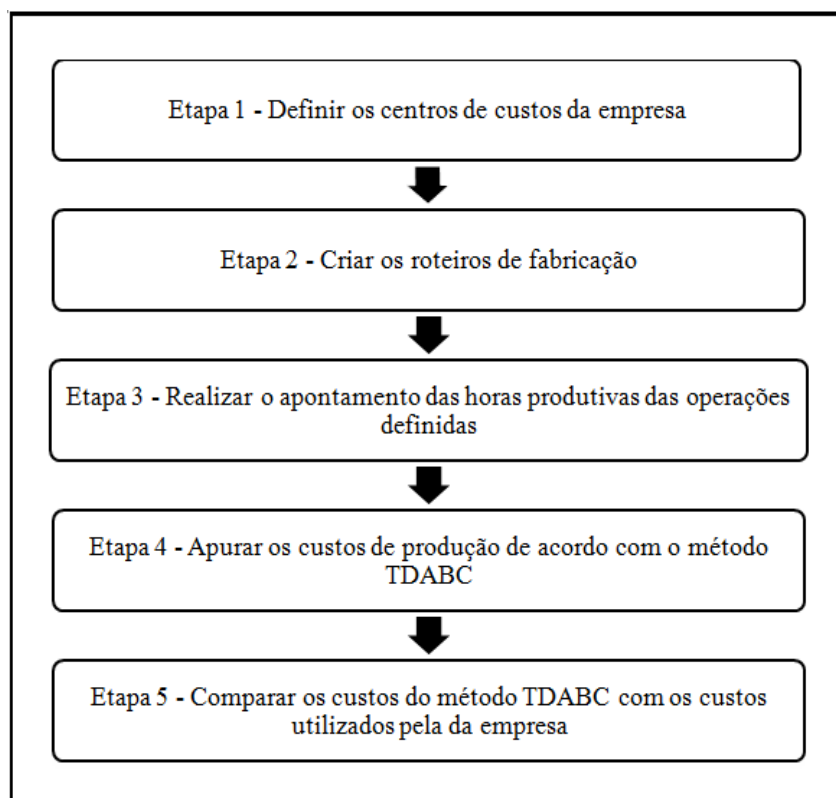 Etapa 1 - Definir os centros de custos da empresa
Etapa 2 - Criar os roteiros de fabricação
Etapa 3 - Realizar o apontamento das horas produtivas das operações
definidas
Etapa 4 - Apurar os custos de produção de acordo com o método
TDABC
Etapa 5 - Comparar os custos do método TDABC com os custos
utilizados pela da empresa